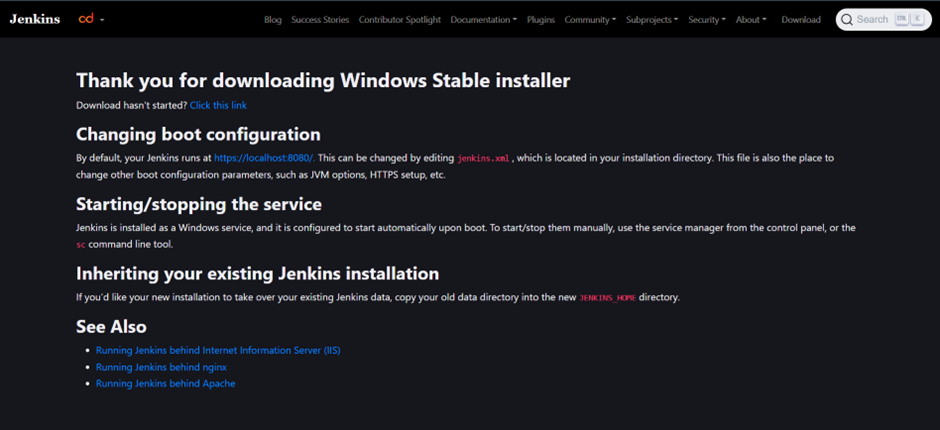 Jenkins cd Blog Success Stories Contributor Spotlight Documentation Plugins Community Subprojects Security About Download Search CTRL K
Thank you for downloading Windows Stable installer
Download hasn't started? Click this link
Changing boot configuration
By default, your Jenkins runs at https://localhost:8080/. This can be changed by editing jenkins.xml , which is located in your installation directory. This file is also the place to
change other boot configuration parameters, such as JVM options, HTTPS setup, etc.
Starting/stopping the service
Jenkins is installed as a Windows service, and it is configured to start automatically upon boot. To start/stop them manually, use the service manager from the control panel, or the
sc command line tool.
Inheriting your existing Jenkins installation
If you'd like your new installation to take over your existing Jenkins data, copy your old data directory into the new JENKINS_HOME directory.
See Also
Running Jenkins behind Internet Information Server (IIS)
Running Jenkins behind nginx
Running Jenkins behind Apache